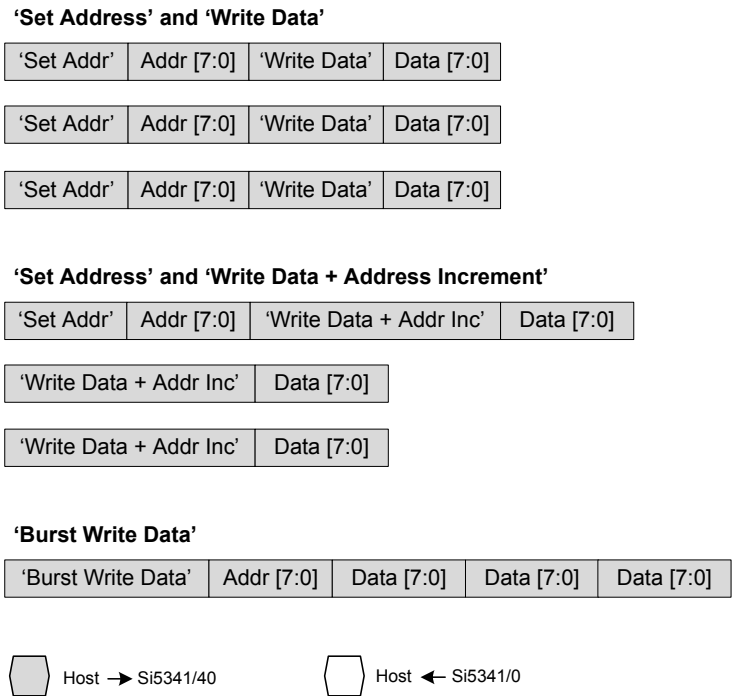 ‘Set Address’ and ‘Write Data’
‘Set Addr’ Addr [7:0] ‘Write Data’ Data [7:0]
‘Set Addr’ Addr [7:0] ‘Write Data’ Data [7:0]
‘Set Addr’ Addr [7:0] ‘Write Data’ Data [7:0]
‘Set Address’ and ‘Write Data + Address Increment’
‘Set Addr’ Addr [7:0] ‘Write Data + Addr Inc’ Data [7:0]
‘Write Data + Addr Inc’ Data [7:0]
‘Write Data + Addr Inc’ Data [7:0]
‘Burst Write Data’
‘Burst Write Data’ Addr [7:0] Data [7:0] Data [7:0] Data [7:0]
Host → Si5341/40 Host ← Si5341/0